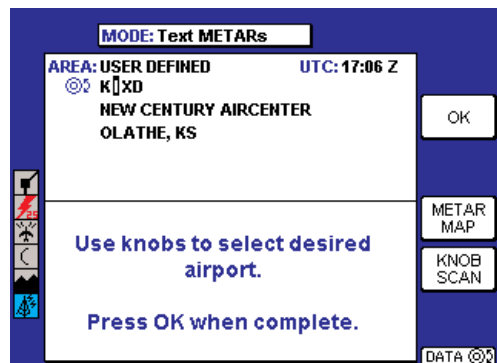 MODE: Text METARs
AREA: USER DEFINED UTC: 17:06 Z
K▯XD
NEW CENTURY AIRCENTER
OLATHE, KS
OK
METAR MAP
KNOB SCAN
25
Use knobs to select desired
airport.
Press OK when complete.
DATA